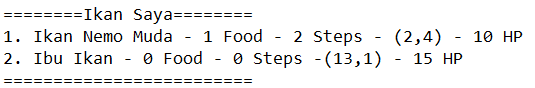 ========Ikan Saya========
1. Ikan Nemo Muda - 1 Food - 2 Steps - (2,4) - 10 HP
2. Ibu Ikan - 0 Food - 0 Steps -(13,1) - 15 HP
=========================